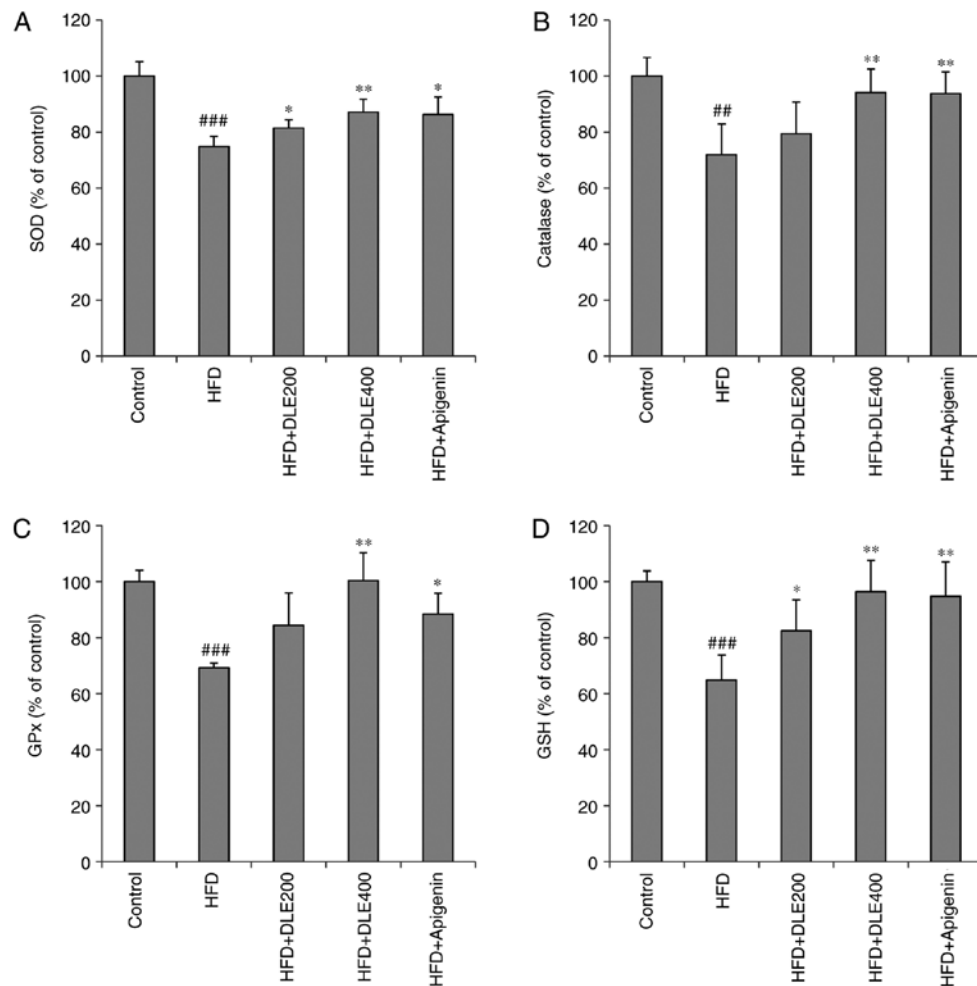 A
SOD (% of control)
120
100
80
60
40
20
0
###
*
**
*
Control
HFD
HFD+DLE200
HFD+DLE400
HFD+Apigenin
B
Catalase (% of control)
120
100
80
60
40
20
0
##
**
**
Control
HFD
HFD+DLE200
HFD+DLE400
HFD+Apigenin
C
GPx (% of control)
120
100
80
60
40
20
0
###
**
*
Control
HFD
HFD+DLE200
HFD+DLE400
HFD+Apigenin
D
GSH (% of control)
120
100
80
60
40
20
0
###
*
**
**
Control
HFD
HFD+DLE200
HFD+DLE400
HFD+Apigenin